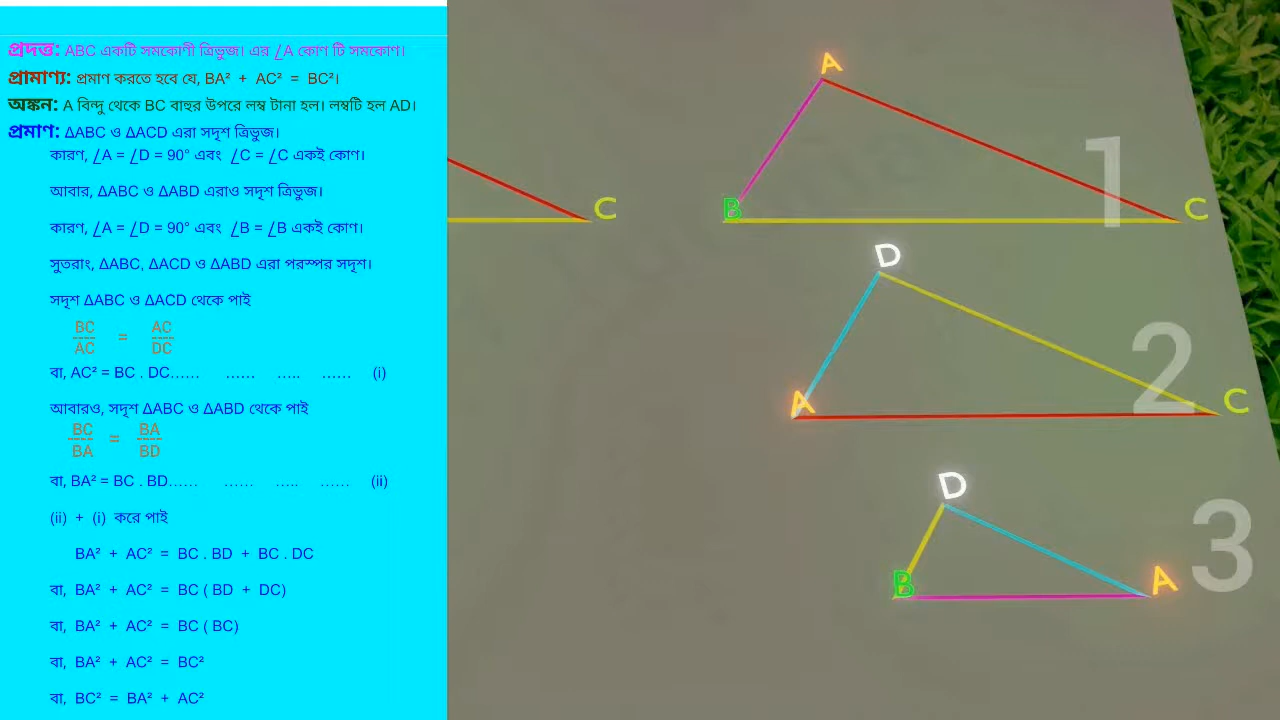 প্রদত্ত: ABC একটি সমকোণী ত্রিভুজ। এর ∠A কোণ টি সমকোণ।
প্রামাণ্য: প্রমাণ করতে হবে যে, BA² + AC² = BC²।
অঙ্কন: A বিন্দু থেকে BC বাহুর উপরে লম্ব টানা হল। লম্বটি হল AD।
প্রমাণ: ΔABC ও ΔACD এরা সদৃশ ত্রিভুজ।
কারণ, ∠A = ∠D = 90° এবং ∠C = ∠C একই কোণ।
আবার, ΔABC ও ΔABD এরাও সদৃশ ত্রিভুজ।
কারণ, ∠A = ∠D = 90° এবং ∠B = ∠B একই কোণ।
সুতরাং, ΔABC, ΔACD ও ΔABD এরা পরস্পর সদৃশ।
সদৃশ ΔABC ও ΔACD থেকে পাই
BC AC
---- = ----
AC DC
বা, AC² = BC . DC…… …… ….. …… (i)
আবারও, সদৃশ ΔABC ও ΔABD থেকে পাই
BC BA
---- = ----
BA BD
বা, BA² = BC . BD…… …… ….. …… (ii)
(ii) + (i) করে পাই
BA² + AC² = BC . BD + BC . DC
বা, BA² + AC² = BC ( BD + DC)
বা, BA² + AC² = BC ( BC)
বা, BA² + AC² = BC²
বা, BC² = BA² + AC²
C
A
1
B C
D
2
A C
D
3
B A